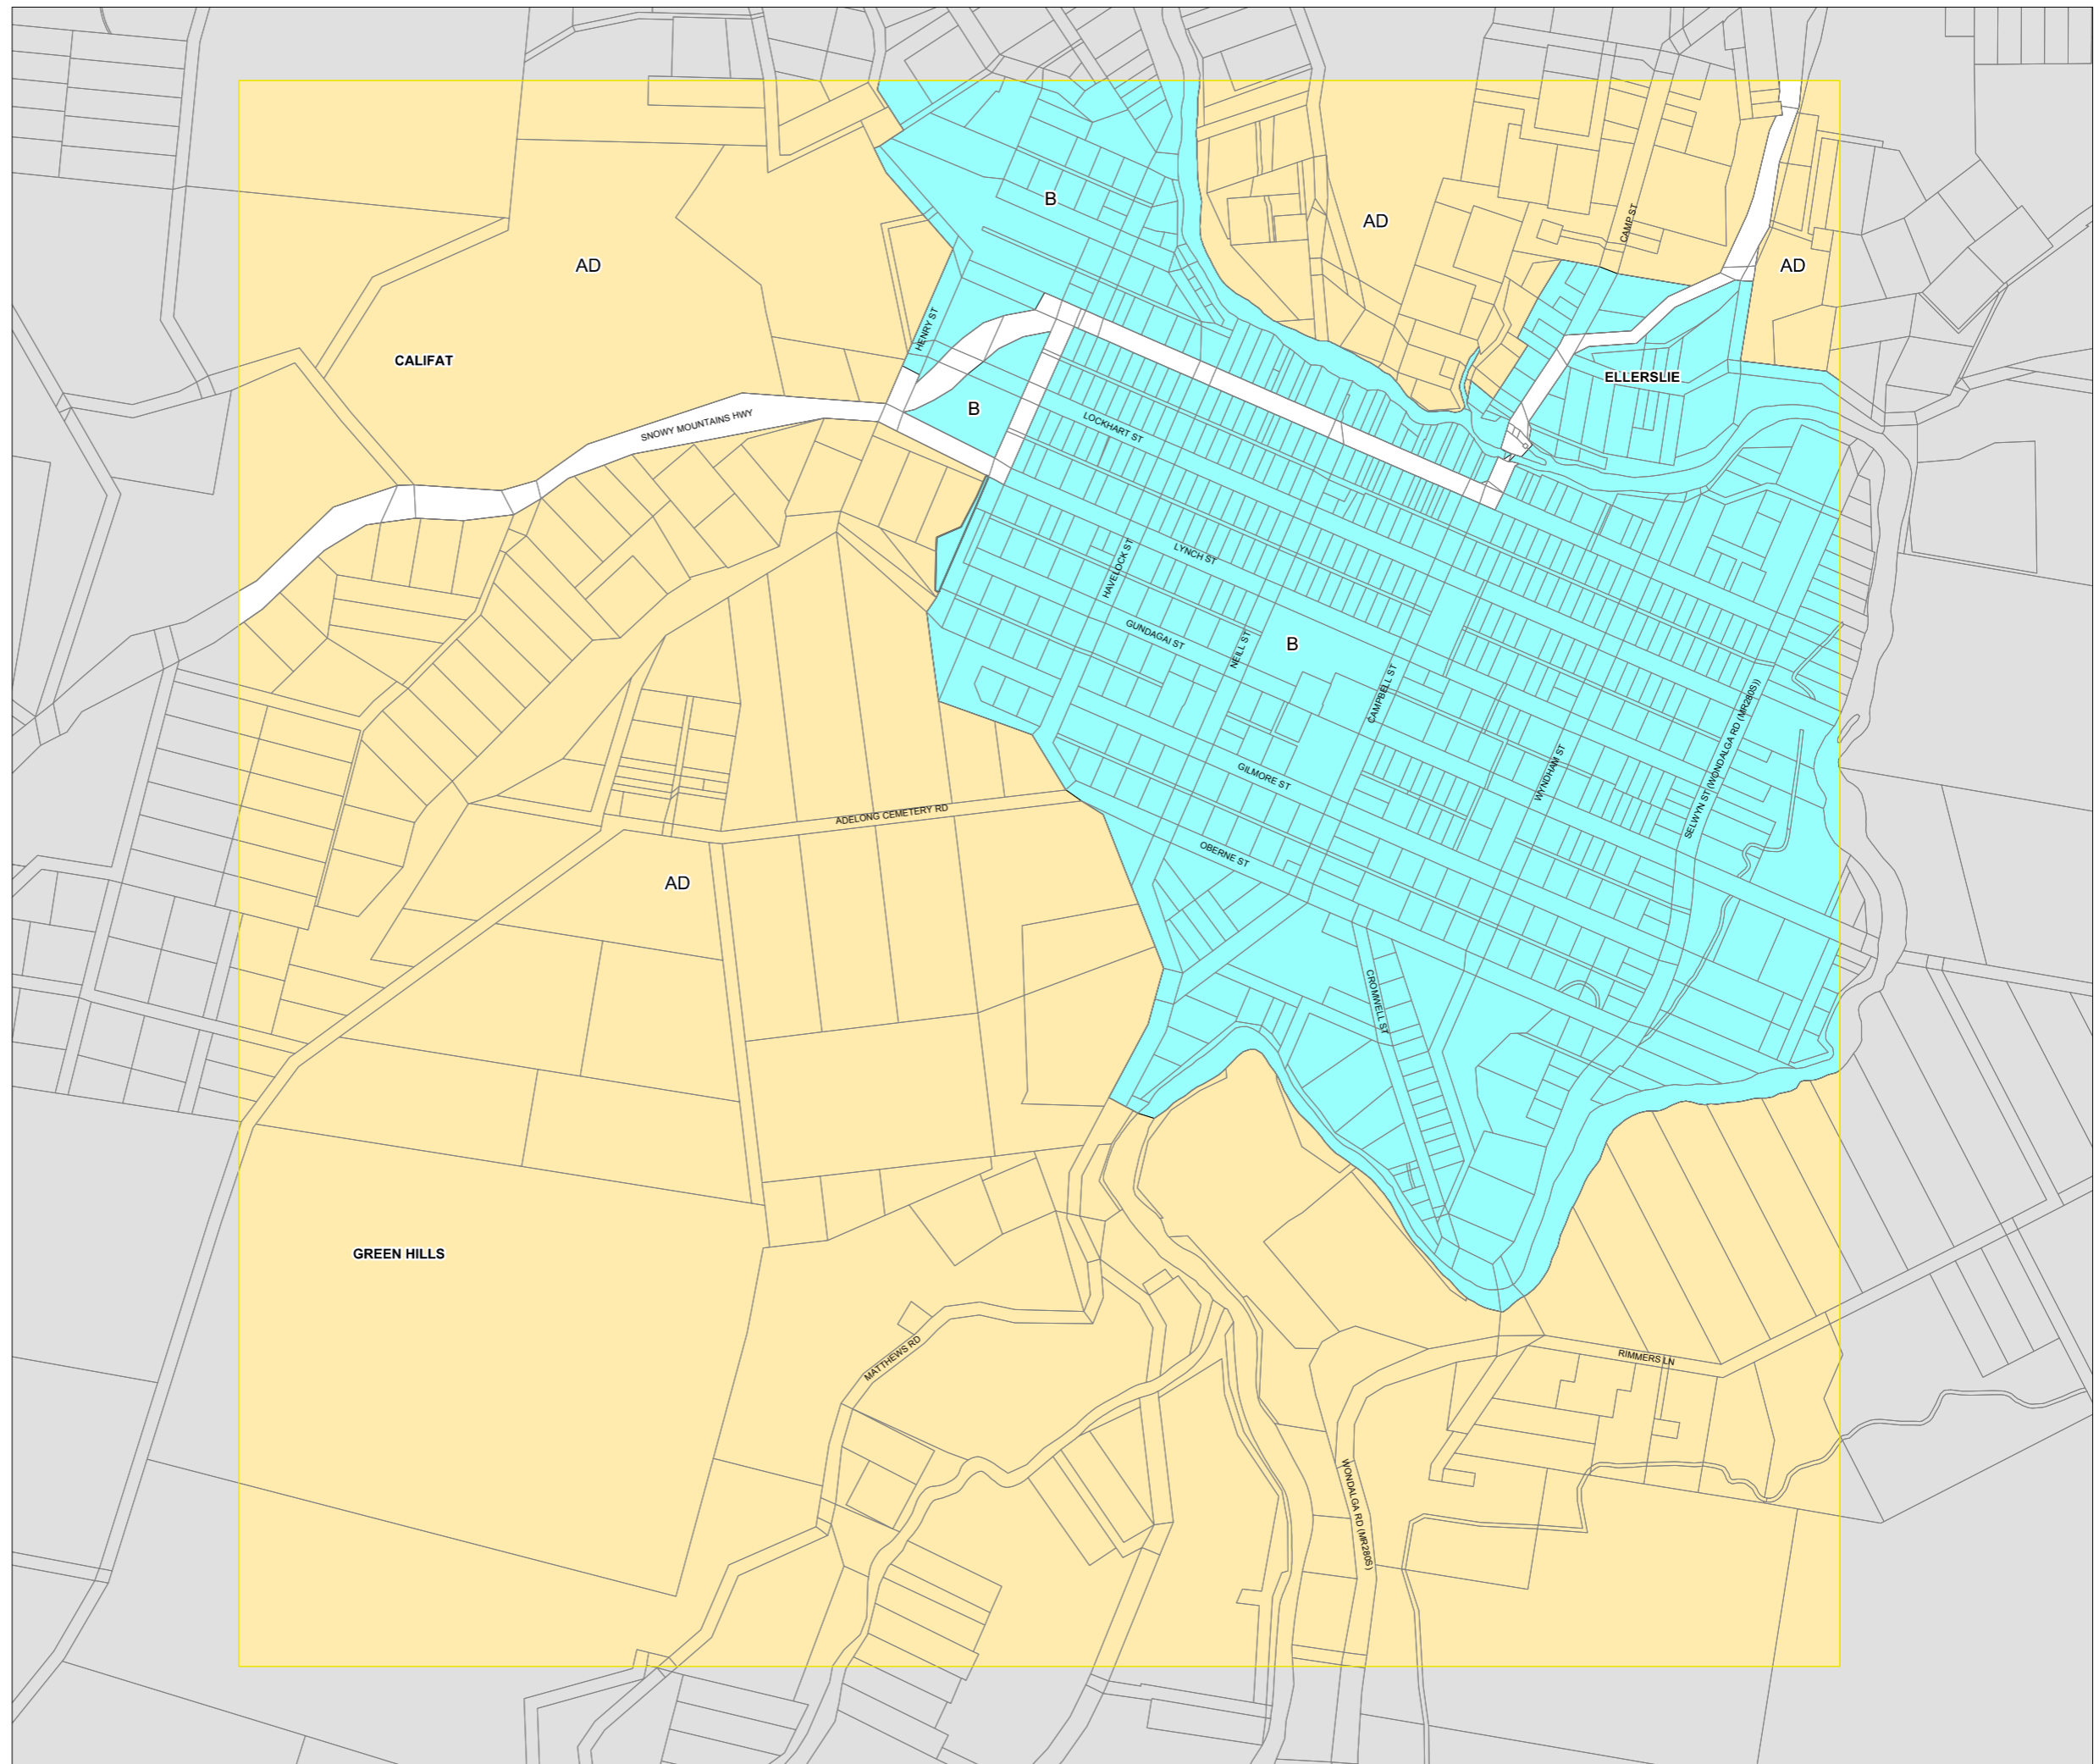 B
AD
CAMP ST
AD
AD
HENRY ST
CALIFAT
ELLERSLIE
B
SNOWY MOUNTAINS HWY
LOCKHART ST
LYNCH ST
HAVELOCK ST
GUNDAGAI ST
NEILL ST
B
CAMPBELL ST
SELWYN ST (WONDALGA RD (MR280S))
WYNDHAM ST
GILMORE ST
ADELONG CEMETERY RD
OBERNE ST
AD
CROMWELL ST
GREEN HILLS
MATTHEWS RD
RIMMERS LN
WONDALGA RD (MR280S)